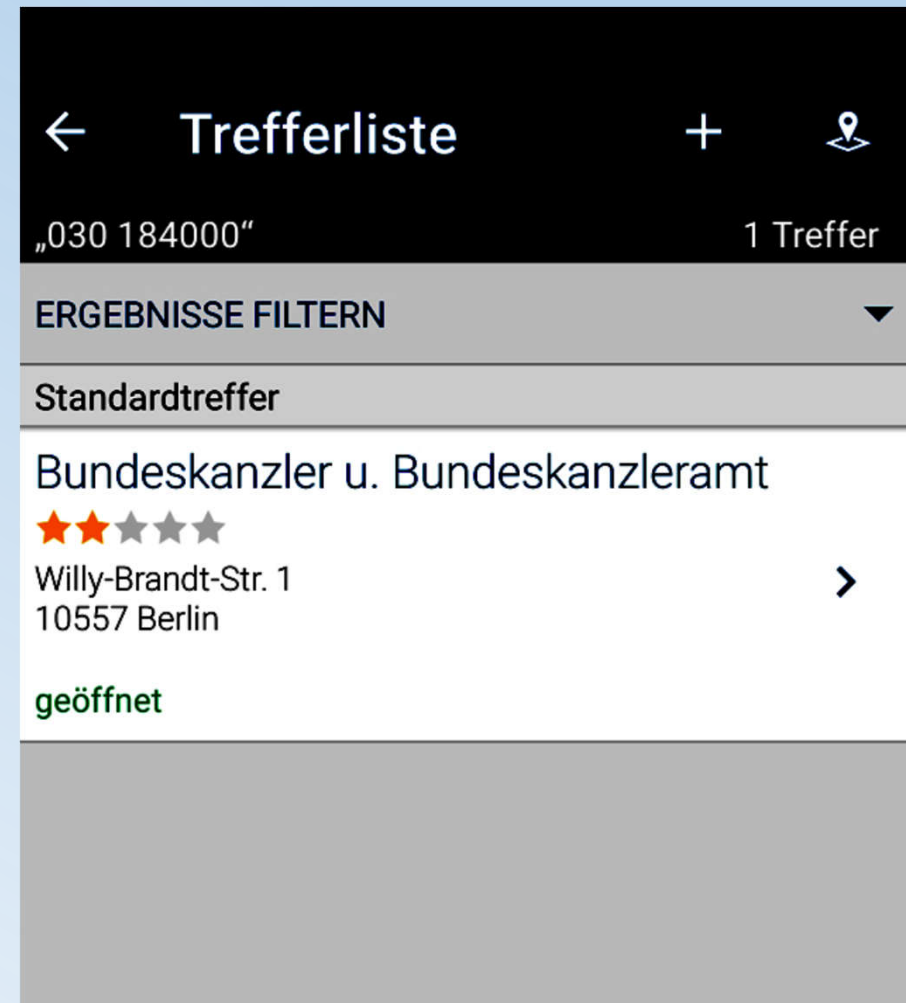 Trefferliste
„030 184000“ 1 Treffer
ERGEBNISSE FILTERN
Standardtreffer
Bundeskanzler u. Bundeskanzleramt
Willy-Brandt-Str. 1
10557 Berlin
geöffnet